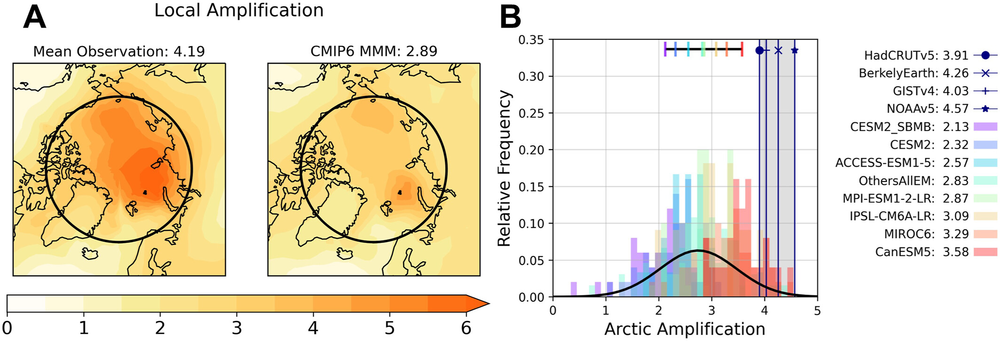 A
Local Amplification
Mean Observation: 4.19
CMIP6 MMM: 2.89
0 1 2 3 4 5 6
B
Relative Frequency
0.35
0.30
0.25
0.20
0.15
0.10
0.05
0.00
0 1 2 3 4 5
Arctic Amplification
HadCRUTv5: 3.91
BerkelyEarth: 4.26
GISTv4: 4.03
NOAAv5: 4.57
CESM2_SBMB: 2.13
CESM2: 2.32
ACCESS-ESM1-5: 2.57
OthersAllEM: 2.83
MPI-ESM1-2-LR: 2.87
IPSL-CM6A-LR: 3.09
MIROC6: 3.29
CanESM5: 3.58